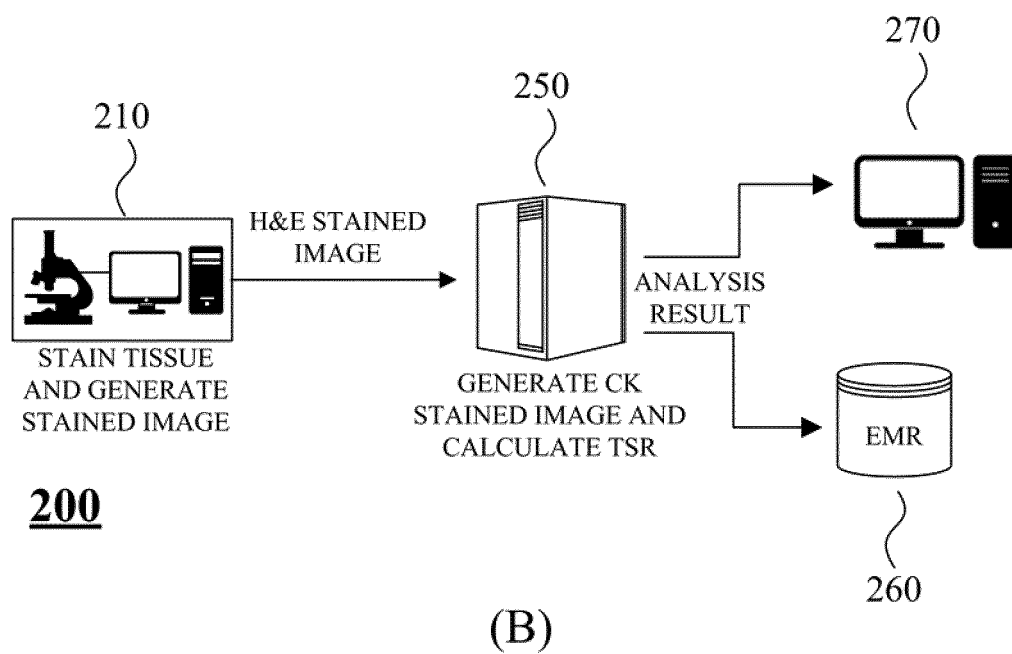 270
250
210
H&E STAINED
IMAGE
ANALYSIS
RESULT
STAIN TISSUE
AND GENERATE
STAINED IMAGE
GENERATE CK
STAINED IMAGE AND
CALCULATE TSR
EMR
200
260
(B)